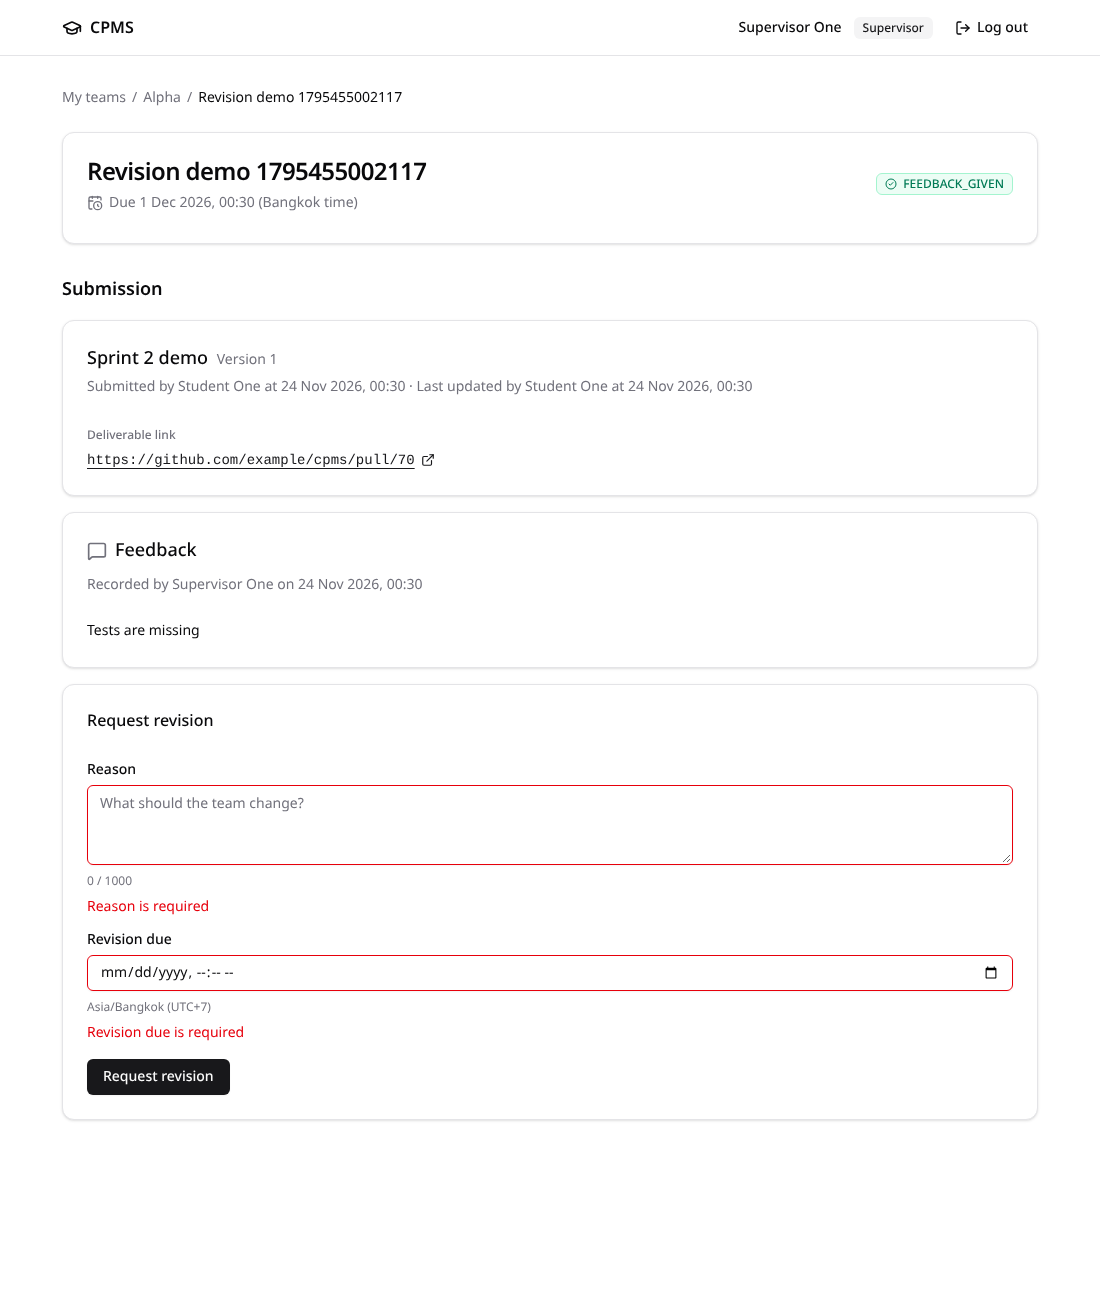 CPMS
Supervisor One Supervisor Log out
My teams / Alpha / Revision demo 1795455002117
Revision demo 1795455002117
Due 1 Dec 2026, 00:30 (Bangkok time)
FEEDBACK_GIVEN
Submission
Sprint 2 demo Version 1
Submitted by Student One at 24 Nov 2026, 00:30 · Last updated by Student One at 24 Nov 2026, 00:30
Deliverable link
https://github.com/example/cpms/pull/70
Feedback
Recorded by Supervisor One on 24 Nov 2026, 00:30
Tests are missing
Request revision
Reason
What should the team change?
0 / 1000
Reason is required
Revision due
mm/dd/yyyy, --:-- --
Asia/Bangkok (UTC+7)
Revision due is required
Request revision